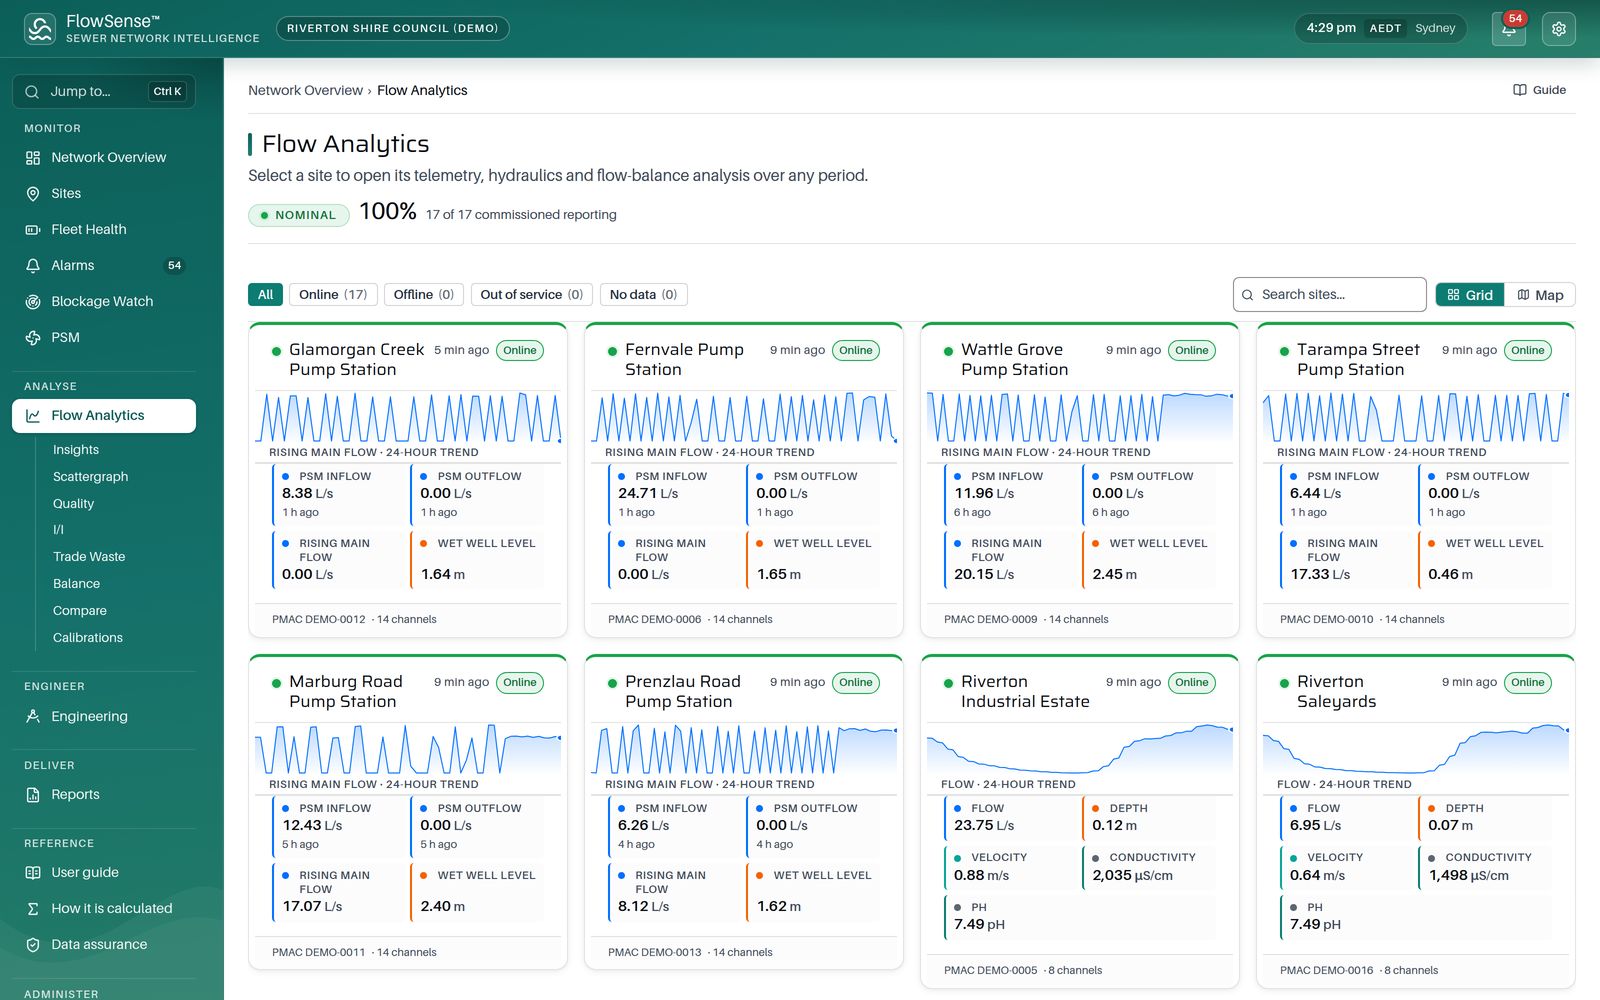 FlowSense™
SEWER NETWORK INTELLIGENCE
RIVERTON SHIRE COUNCIL (DEMO)
4:29 pm AEDT Sydney
54
Jump to... Ctrl K
MONITOR
Network Overview
Sites
Fleet Health
Alarms 54
Blockage Watch
PSM
ANALYSE
Flow Analytics
Insights
Scattergraph
Quality
I/I
Trade Waste
Balance
Compare
Calibrations
ENGINEER
Engineering
DELIVER
Reports
REFERENCE
User guide
How it is calculated
Data assurance
ADMINISTER
Network Overview › Flow Analytics
Guide
Flow Analytics
Select a site to open its telemetry, hydraulics and flow-balance analysis over any period.
NOMINAL 100% 17 of 17 commissioned reporting
All Online (17) Offline (0) Out of service (0) No data (0)
Search sites...
Grid Map
Glamorgan Creek Pump Station
5 min ago Online
RISING MAIN FLOW · 24-HOUR TREND
PSM INFLOW
8.38 L/s
1 h ago
PSM OUTFLOW
0.00 L/s
1 h ago
RISING MAIN FLOW
0.00 L/s
WET WELL LEVEL
1.64 m
PMAC DEMO-0012 · 14 channels
Fernvale Pump Station
9 min ago Online
RISING MAIN FLOW · 24-HOUR TREND
PSM INFLOW
24.71 L/s
1 h ago
PSM OUTFLOW
0.00 L/s
1 h ago
RISING MAIN FLOW
0.00 L/s
WET WELL LEVEL
1.65 m
PMAC DEMO-0006 · 14 channels
Wattle Grove Pump Station
9 min ago Online
RISING MAIN FLOW · 24-HOUR TREND
PSM INFLOW
11.96 L/s
6 h ago
PSM OUTFLOW
0.00 L/s
6 h ago
RISING MAIN FLOW
20.15 L/s
WET WELL LEVEL
2.45 m
PMAC DEMO-0009 · 14 channels
Tarampa Street Pump Station
9 min ago Online
RISING MAIN FLOW · 24-HOUR TREND
PSM INFLOW
6.44 L/s
1 h ago
PSM OUTFLOW
0.00 L/s
1 h ago
RISING MAIN FLOW
17.33 L/s
WET WELL LEVEL
0.46 m
PMAC DEMO-0010 · 14 channels
Marburg Road Pump Station
9 min ago Online
RISING MAIN FLOW · 24-HOUR TREND
PSM INFLOW
12.43 L/s
5 h ago
PSM OUTFLOW
0.00 L/s
5 h ago
RISING MAIN FLOW
17.07 L/s
WET WELL LEVEL
2.40 m
PMAC DEMO-0011 · 14 channels
Prenzlau Road Pump Station
9 min ago Online
RISING MAIN FLOW · 24-HOUR TREND
PSM INFLOW
6.26 L/s
4 h ago
PSM OUTFLOW
0.00 L/s
4 h ago
RISING MAIN FLOW
8.12 L/s
WET WELL LEVEL
1.62 m
PMAC DEMO-0013 · 14 channels
Riverton Industrial Estate
9 min ago Online
FLOW · 24-HOUR TREND
FLOW
23.75 L/s
DEPTH
0.12 m
VELOCITY
0.88 m/s
CONDUCTIVITY
2,035 µS/cm
PH
7.49 pH
PMAC DEMO-0005 · 8 channels
Riverton Saleyards
9 min ago Online
FLOW · 24-HOUR TREND
FLOW
6.95 L/s
DEPTH
0.07 m
VELOCITY
0.64 m/s
CONDUCTIVITY
1,498 µS/cm
PH
7.49 pH
PMAC DEMO-0016 · 8 channels